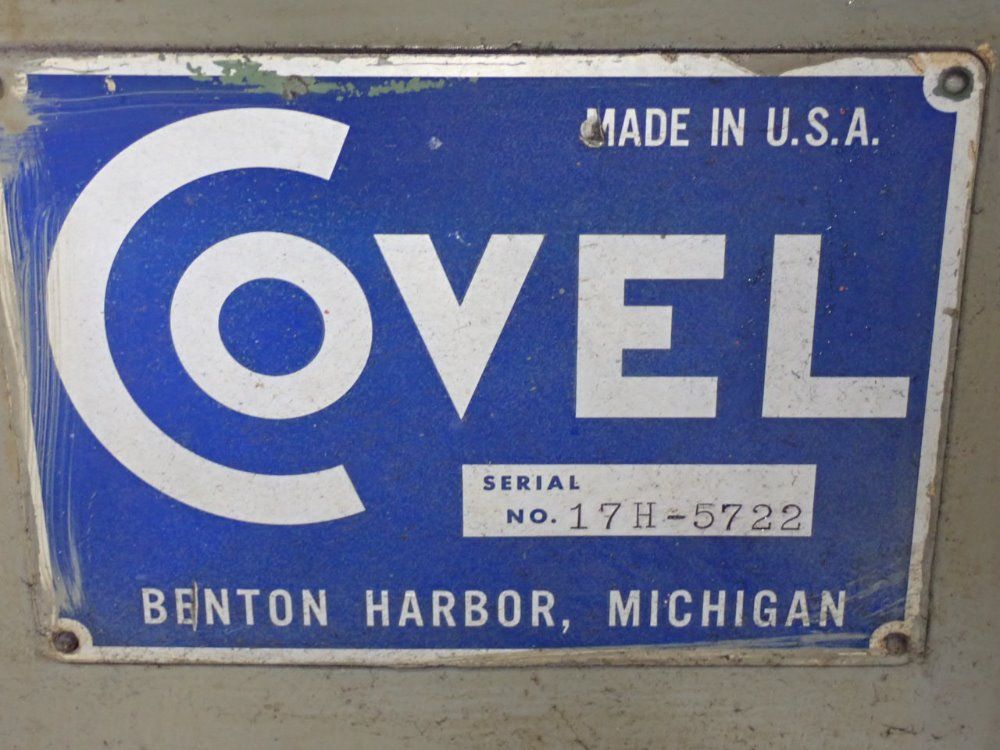 MADE IN U.S.A.
COVEL
SERIAL
NO. 17H-5722
BENTON HARBOR, MICHIGAN